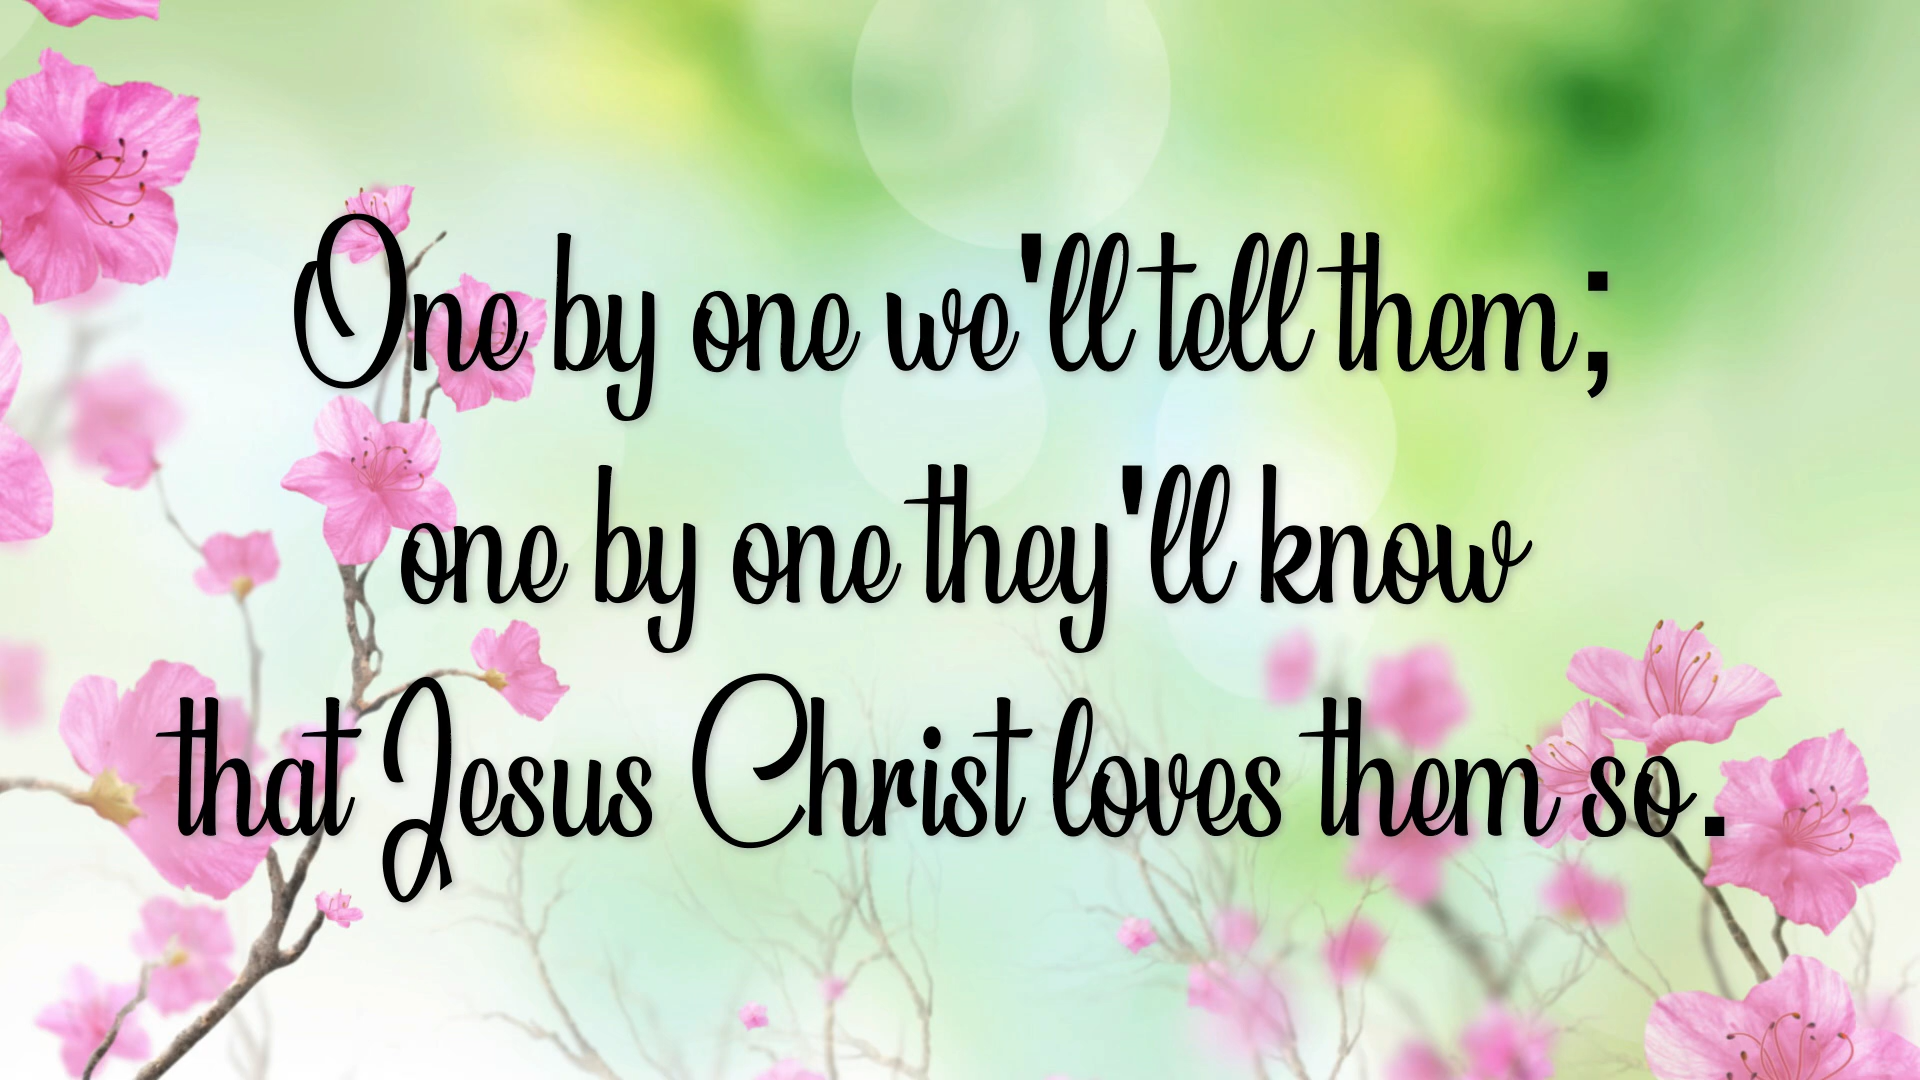 One by one we'll tell them;
one by one they'll know
that Jesus Christ loves them so.